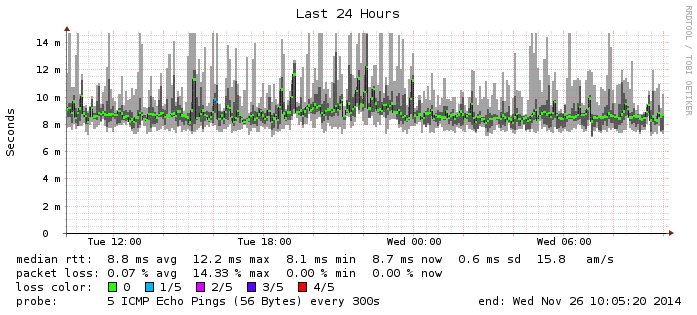 Last 24 Hours
RRDTOOL / TOBI OETIKER
Seconds
14 m
12 m
10 m
8 m
6 m
4 m
2 m
0
Tue 12:00 Tue 18:00 Wed 00:00 Wed 06:00
median rtt: 8.8 ms avg 12.2 ms max 8.1 ms min 8.7 ms now 0.6 ms sd 15.8 am/s
packet loss: 0.07 % avg 14.33 % max 0.00 % min 0.00 % now
loss color: 0 1/5 2/5 3/5 4/5
probe: 5 ICMP Echo Pings (56 Bytes) every 300s end: Wed Nov 26 10:05:20 2014